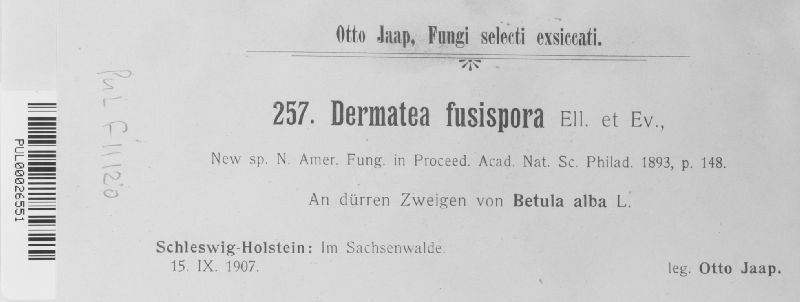 Otto Jaap, Fungi selecti exsiccati.
257. Dermatea fusispora Ell. et Ev.,
New sp. N. Amer. Fung. in Proceed. Acad. Nat. Sc. Philad. 1893, p. 148.
An dürren Zweigen von Betula alba L.
Schleswig-Holstein: Im Sachsenwalde.
15. IX. 1907.
leg. Otto Jaap.
PUL00026551
PUL F11120